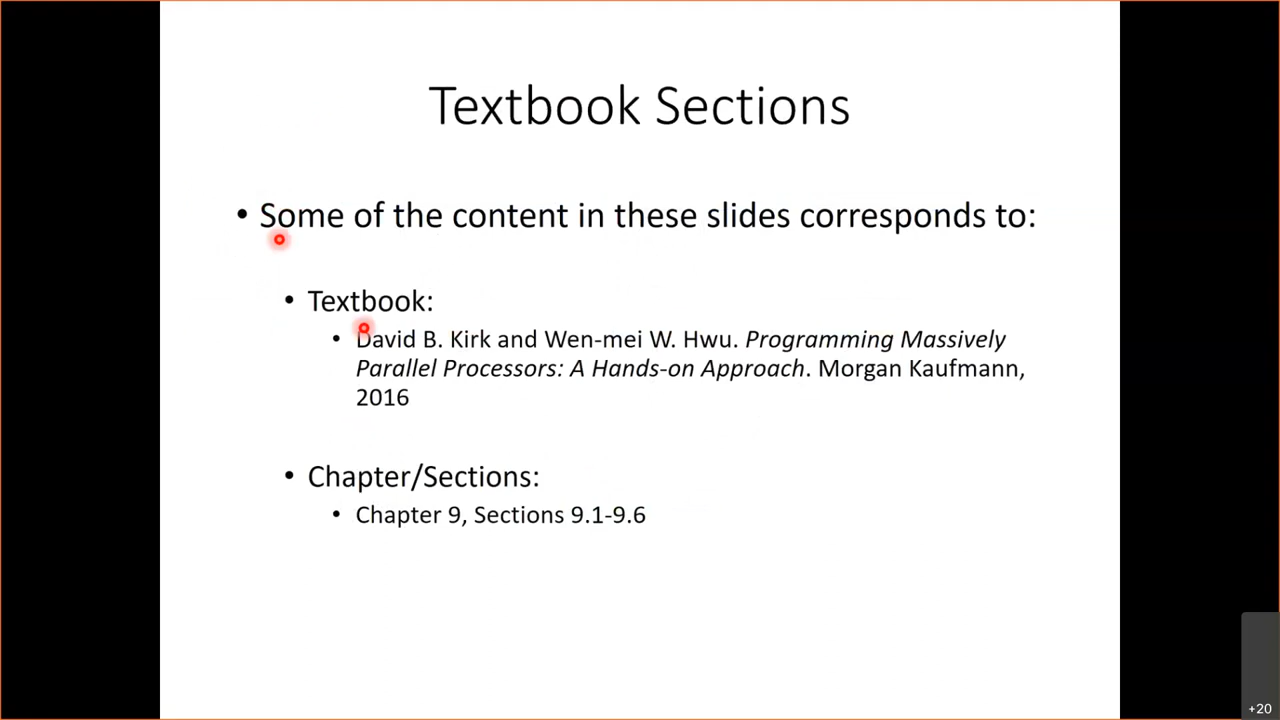 Textbook Sections
• Some of the content in these slides corresponds to:
• Textbook:
• David B. Kirk and Wen-mei W. Hwu. Programming Massively
Parallel Processors: A Hands-on Approach. Morgan Kaufmann,
2016
• Chapter/Sections:
• Chapter 9, Sections 9.1-9.6
+20